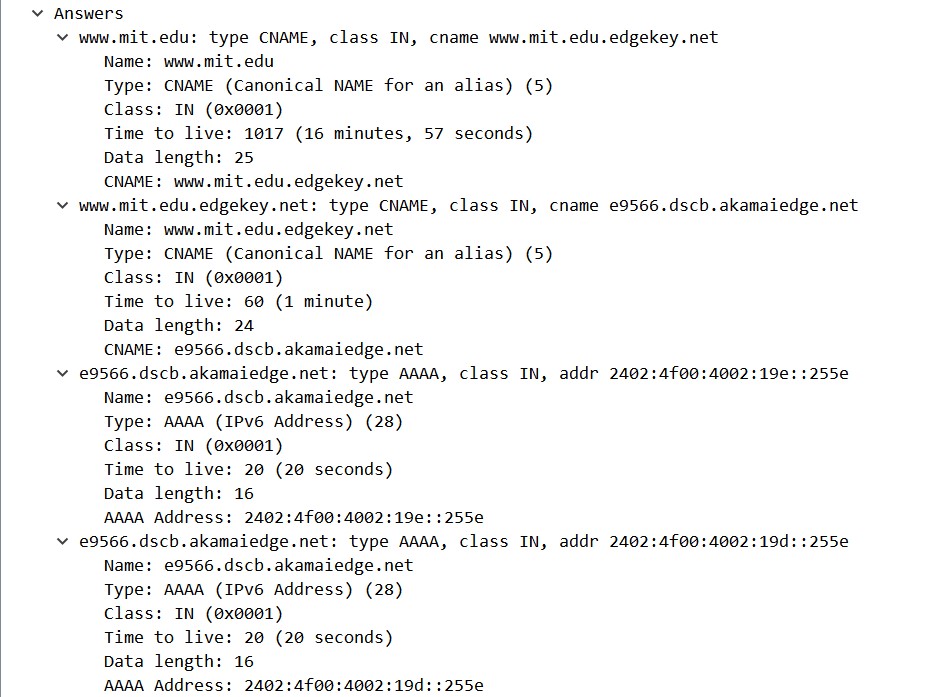 Answers
www.mit.edu: type CNAME, class IN, cname www.mit.edu.edgekey.net
Name: www.mit.edu
Type: CNAME (Canonical NAME for an alias) (5)
Class: IN (0x0001)
Time to live: 1017 (16 minutes, 57 seconds)
Data length: 25
CNAME: www.mit.edu.edgekey.net
www.mit.edu.edgekey.net: type CNAME, class IN, cname e9566.dscb.akamaiedge.net
Name: www.mit.edu.edgekey.net
Type: CNAME (Canonical NAME for an alias) (5)
Class: IN (0x0001)
Time to live: 60 (1 minute)
Data length: 24
CNAME: e9566.dscb.akamaiedge.net
e9566.dscb.akamaiedge.net: type AAAA, class IN, addr 2402:4f00:4002:19e::255e
Name: e9566.dscb.akamaiedge.net
Type: AAAA (IPv6 Address) (28)
Class: IN (0x0001)
Time to live: 20 (20 seconds)
Data length: 16
AAAA Address: 2402:4f00:4002:19e::255e
e9566.dscb.akamaiedge.net: type AAAA, class IN, addr 2402:4f00:4002:19d::255e
Name: e9566.dscb.akamaiedge.net
Type: AAAA (IPv6 Address) (28)
Class: IN (0x0001)
Time to live: 20 (20 seconds)
Data length: 16
AAAA Address: 2402:4f00:4002:19d::255e